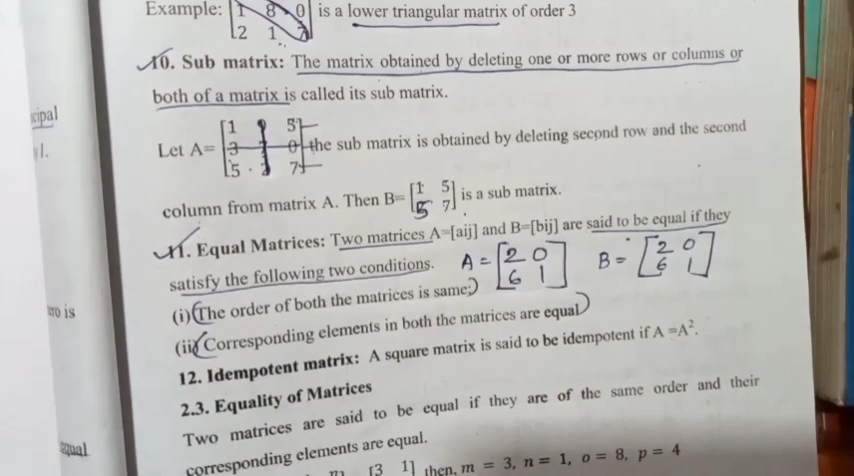 Example: [1 8 0
2 1 7] is a lower triangular matrix of order 3
10. Sub matrix: The matrix obtained by deleting one or more rows or columns or
both of a matrix is called its sub matrix.
Let A= [1 5
3 0
5 7] the sub matrix is obtained by deleting second row and the second
column from matrix A. Then B= [1 5
5 7] is a sub matrix.
11. Equal Matrices: Two matrices A=[aij] and B=[bij] are said to be equal if they
satisfy the following two conditions. A = [2 0
6 1] B = [2 0
6 1]
(i) The order of both the matrices is same.
(ii) Corresponding elements in both the matrices are equal
12. Idempotent matrix: A square matrix is said to be idempotent if A =A².
2.3. Equality of Matrices
Two matrices are said to be equal if they are of the same order and their
corresponding elements are equal.
[3 1] then, m = 3, n = 1, o = 8, p = 4
is